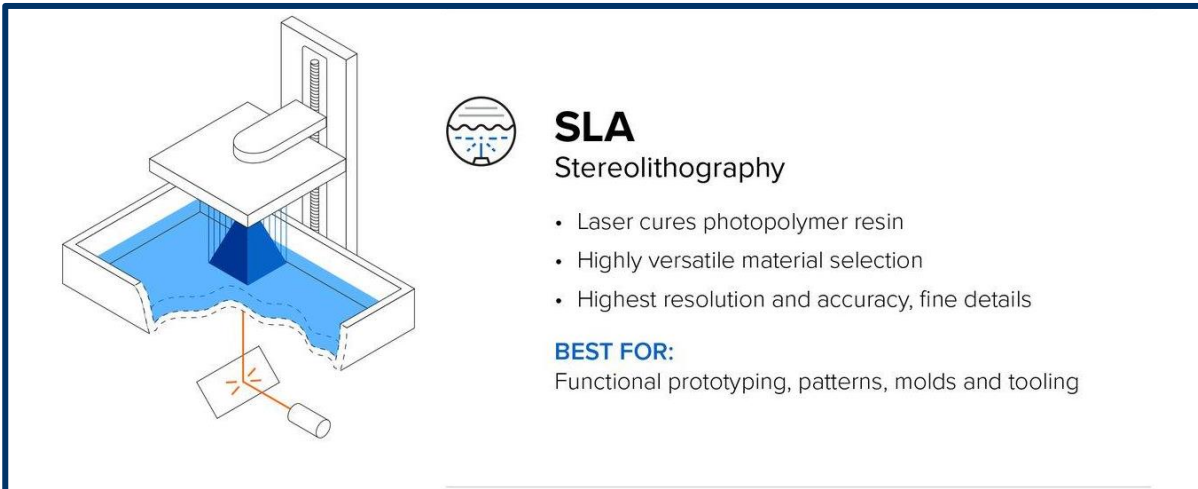 SLA
Stereolithography
• Laser cures photopolymer resin
• Highly versatile material selection
• Highest resolution and accuracy, fine details
BEST FOR:
Functional prototyping, patterns, molds and tooling